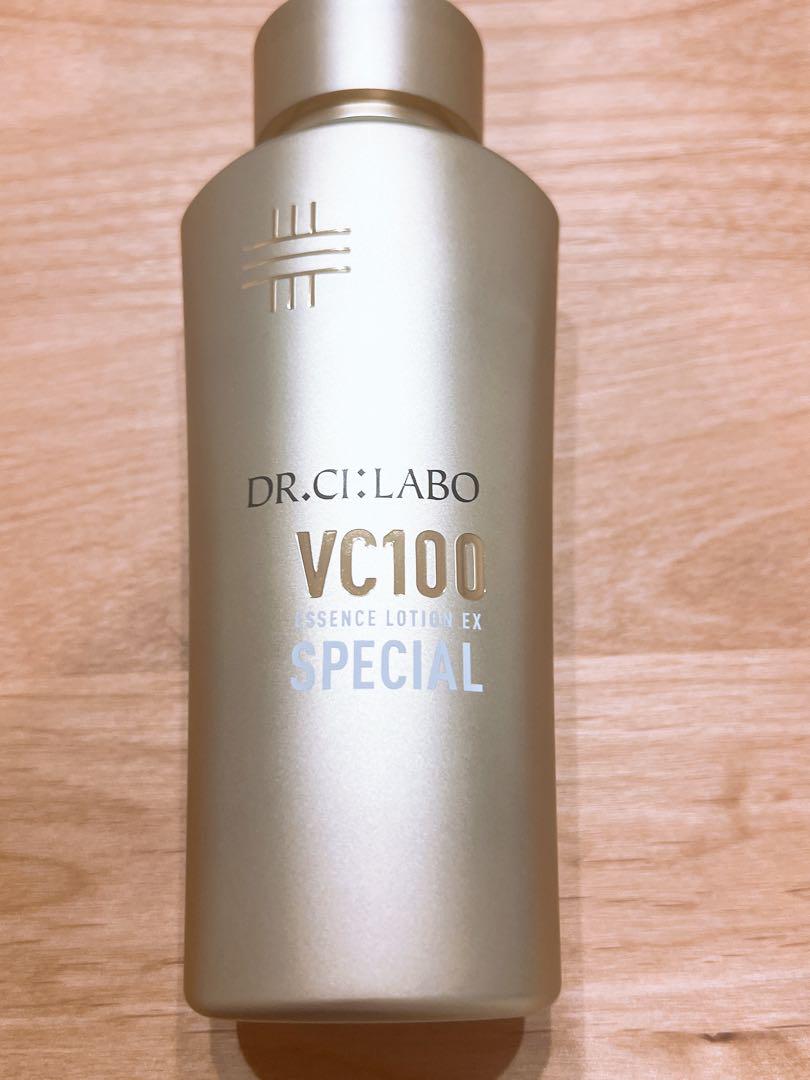 DR.CI:LABO
VC100
ESSENCE LOTION EX
SPECIAL